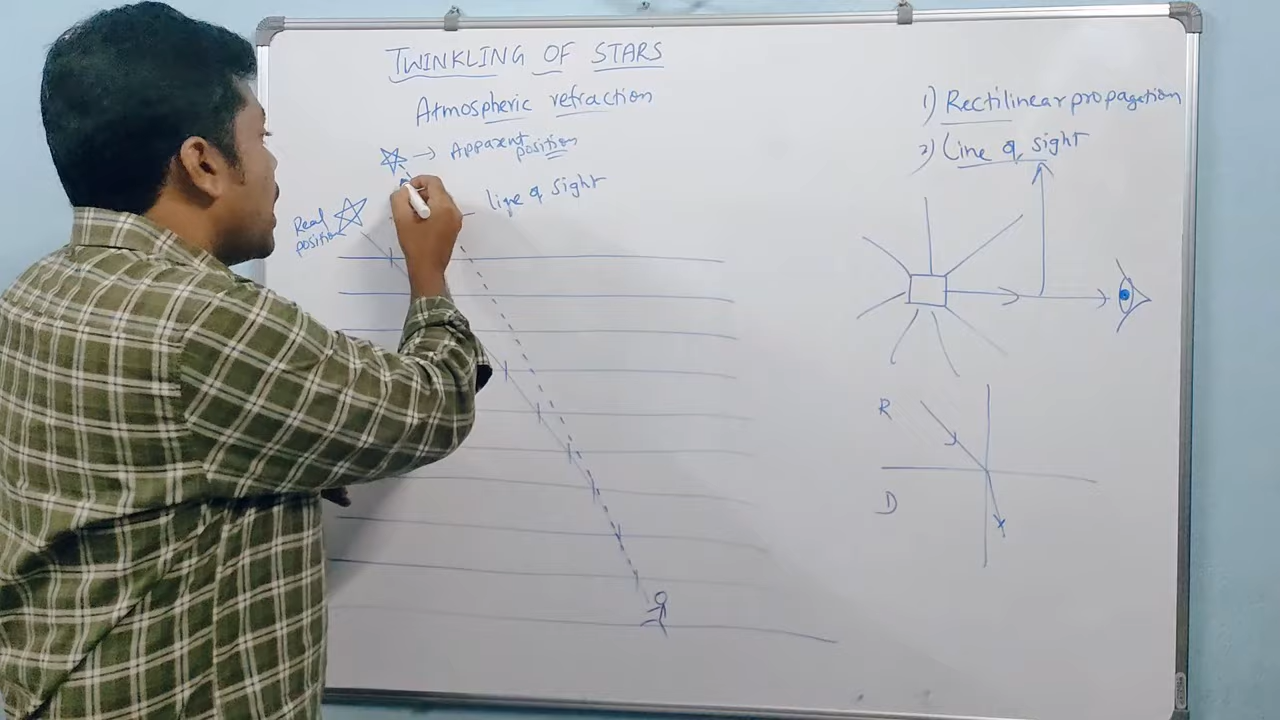 TWINKLING OF STARS
Atmospheric refraction
Apparent
position
line of sight
Real
position
1) Rectilinear propagation
2) Line of sight
R
D